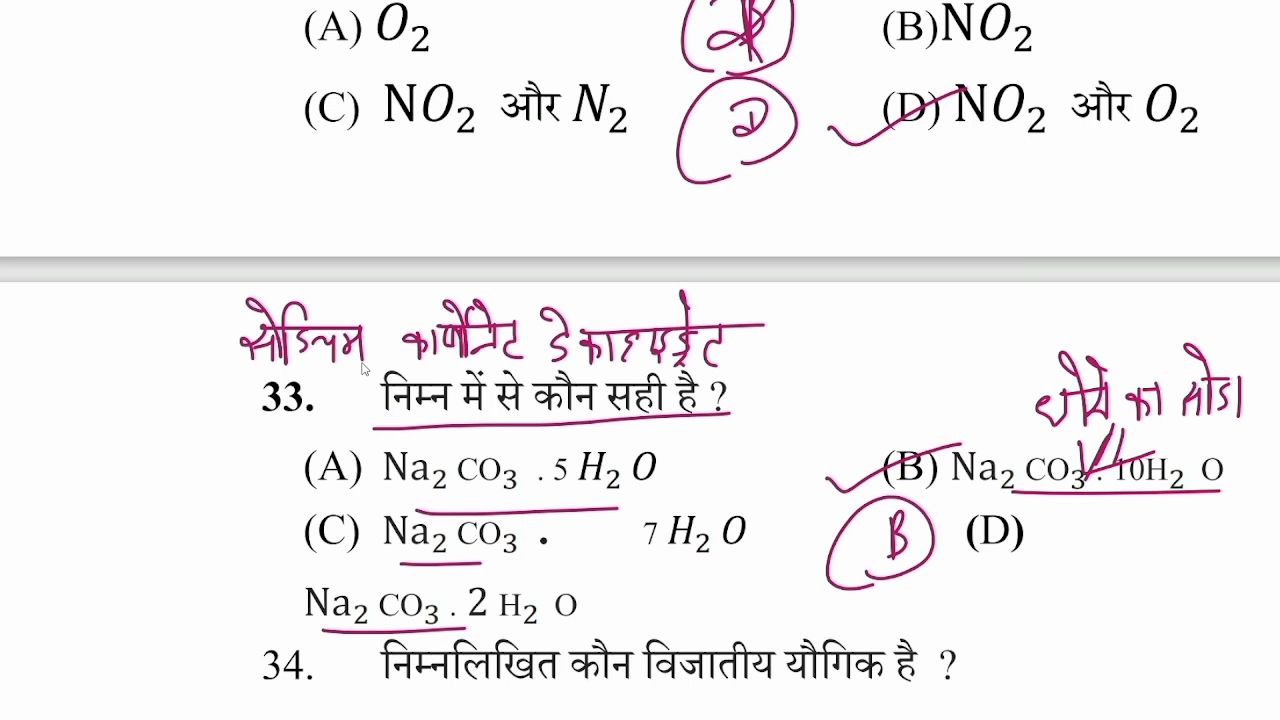 (A) O₂ (B)NO₂
(C) NO₂ और N₂ D (D) NO₂ और O₂
सोडियम कार्बोनेट डेकाहाइड्रेट
33. निम्न में से कौन सही है ?
धोने का सोडा
(A) Na₂ CO₃ . 5 H₂ O (B) Na₂ CO₃ . 10H₂ O
(C) Na₂ CO₃ . 7 H₂ O B (D)
Na₂ CO₃ . 2 H₂ O
34. निम्नलिखित कौन विजातीय यौगिक है ?